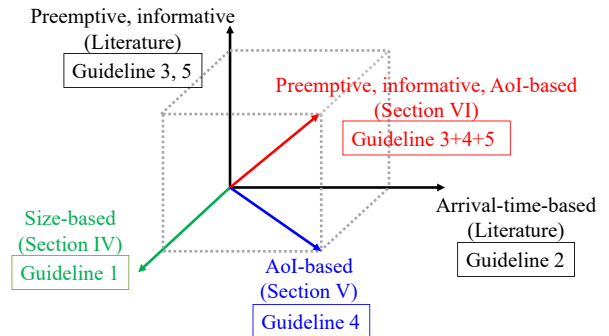 Preemptive, informative
(Literature)
Guideline 3, 5
Preemptive, informative, AoI-based
(Section VI)
Guideline 3+4+5
Arrival-time-based
(Literature)
Guideline 2
Size-based
(Section IV)
Guideline 1
AoI-based
(Section V)
Guideline 4